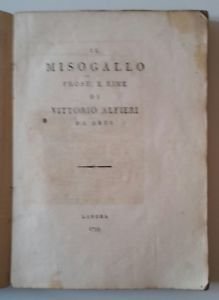 IL
MISOGALLO
PROSE, E RIME
DI
VITTORIO ALFIERI
DA ASTI
LONDRA